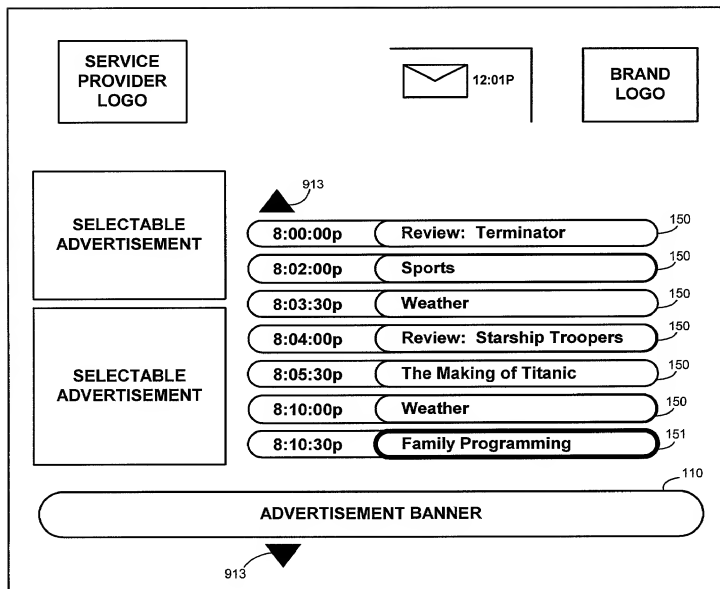 SERVICE
PROVIDER
LOGO
12:01P
BRAND
LOGO
SELECTABLE
ADVERTISEMENT
913
8:00:00p Review: Terminator 150
8:02:00p Sports 150
8:03:30p Weather 150
8:04:00p Review: Starship Troopers 150
8:05:30p The Making of Titanic 150
8:10:00p Weather 150
8:10:30p Family Programming 151
SELECTABLE
ADVERTISEMENT
110
ADVERTISEMENT BANNER
913